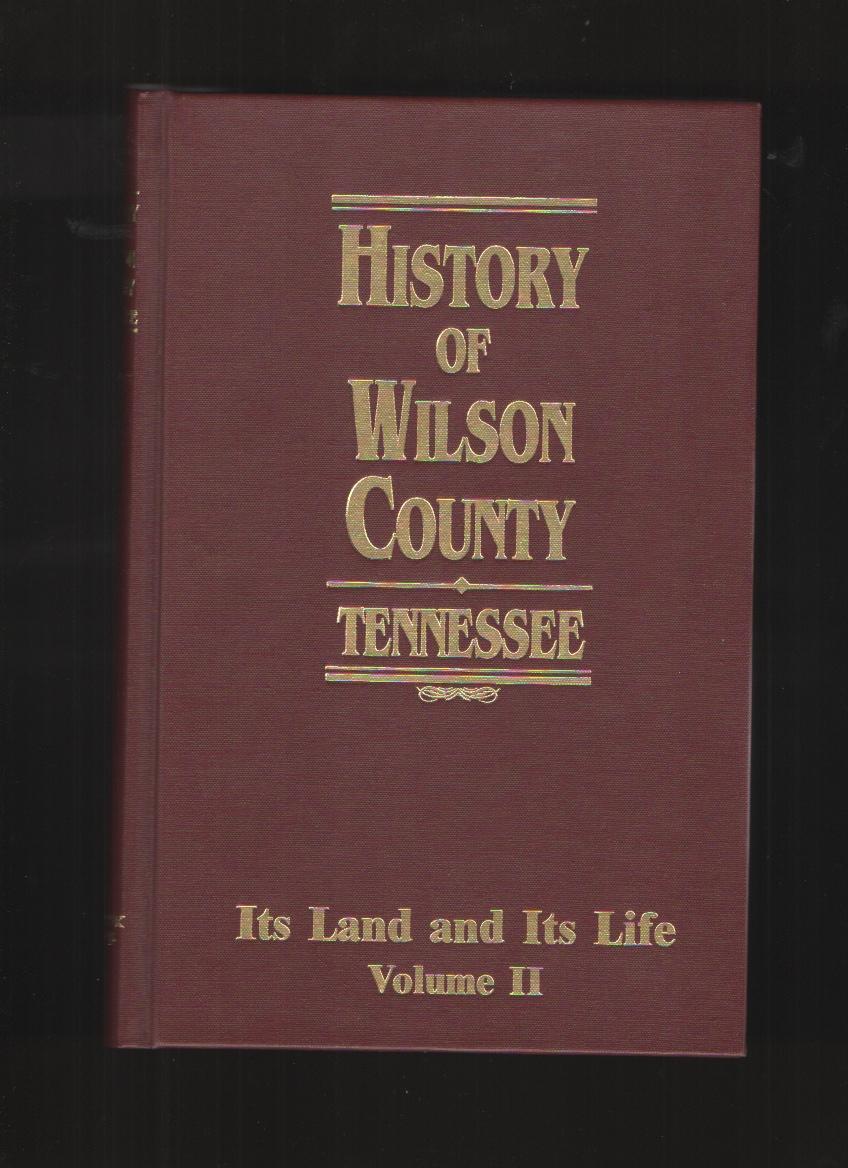 HISTORY
OF
WILSON
COUNTY
TENNESSEE
Its Land and Its Life
Volume II